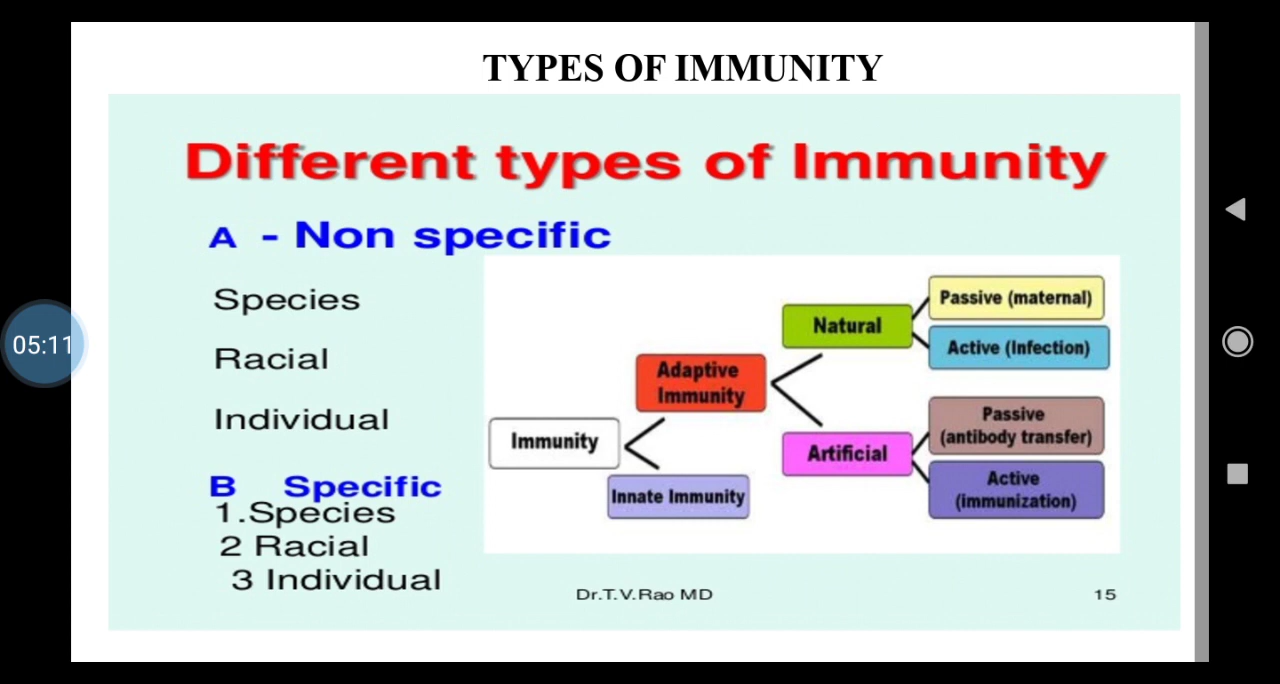 TYPES OF IMMUNITY
Different types of Immunity
A - Non specific
Species
Racial
Individual
B Specific
1.Species
2 Racial
3 Individual
Immunity
Adaptive
Immunity
Innate Immunity
Natural
Artificial
Passive (maternal)
Active (Infection)
Passive
(antibody transfer)
Active
(immunization)
Dr.T.V.Rao MD
15
05:11